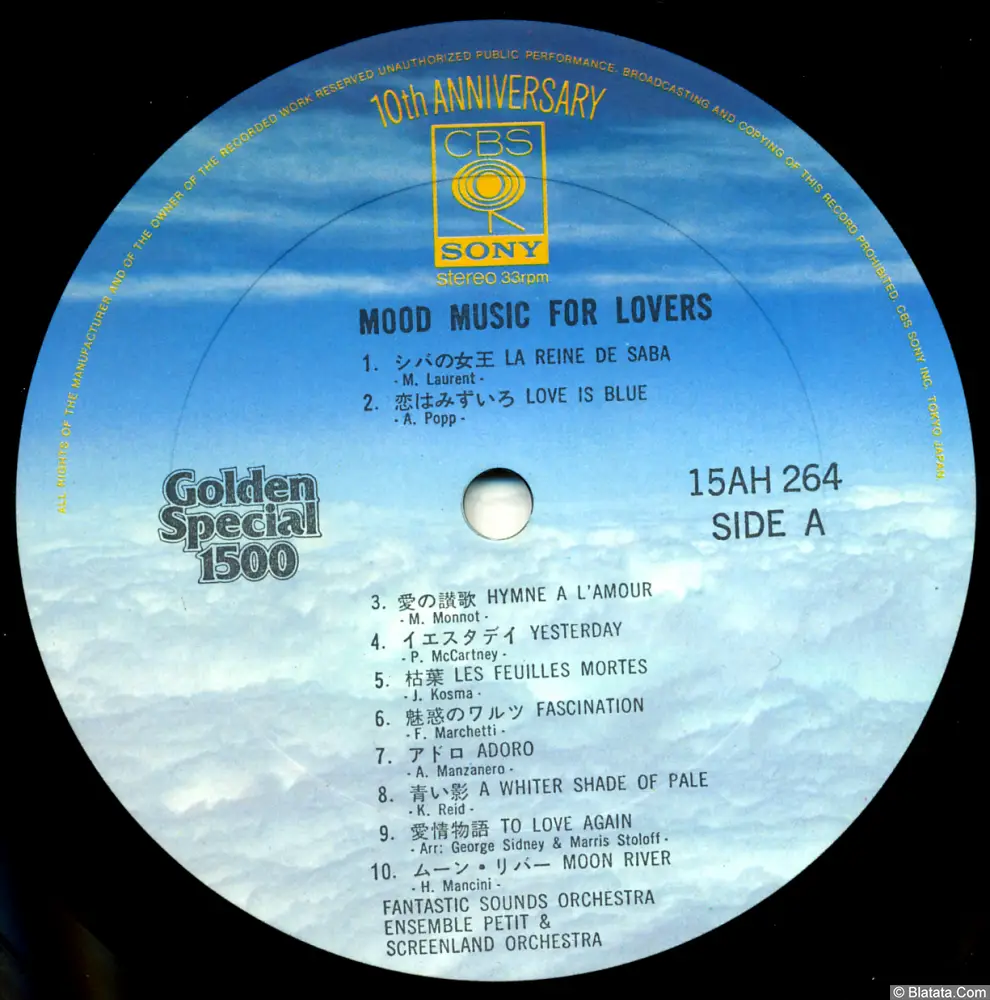 ALL RIGHTS OF THE MANUFACTURER AND OF THE OWNER OF THE RECORDED WORK RESERVED UNAUTHORIZED PUBLIC PERFORMANCE. BROADCASTING AND COPYING OF THIS RECORD PROHIBITED. CBS SONY INC. TOKYO JAPAN
10th ANNIVERSARY
CBS
SONY
stereo 33rpm
MOOD MUSIC FOR LOVERS
1. シバの女王 LA REINE DE SABA
- M. Laurent -
2. 恋はみずいろ LOVE IS BLUE
- A. Popp -
Golden
Special
1500
15AH 264
SIDE A
3. 愛の讃歌 HYMNE A L'AMOUR
- M. Monnot -
4. イエスタデイ YESTERDAY
- P. McCartney -
5. 枯葉 LES FEUILLES MORTES
- J. Kosma -
6. 魅惑のワルツ FASCINATION
- F. Marchetti -
7. アドロ ADORO
- A. Manzanero -
8. 青い影 A WHITER SHADE OF PALE
- K. Reid -
9. 愛情物語 TO LOVE AGAIN
- Arr: George Sidney & Marris Stoloff -
10. ムーン・リバー MOON RIVER
- H. Mancini -
FANTASTIC SOUNDS ORCHESTRA
ENSEMBLE PETIT &
SCREENLAND ORCHESTRA
© Blatata.Com